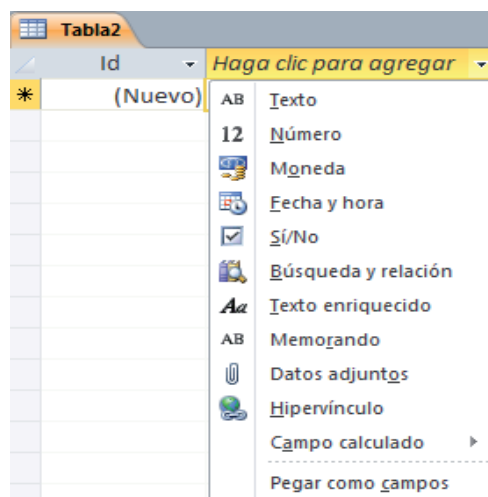 Tabla2
Id Haga clic para agregar
(Nuevo)
AB Texto
12 Número
Moneda
Fecha y hora
Sí/No
Búsqueda y relación
Aa Texto enriquecido
AB Memorando
Datos adjuntos
Hipervínculo
Campo calculado
Pegar como campos